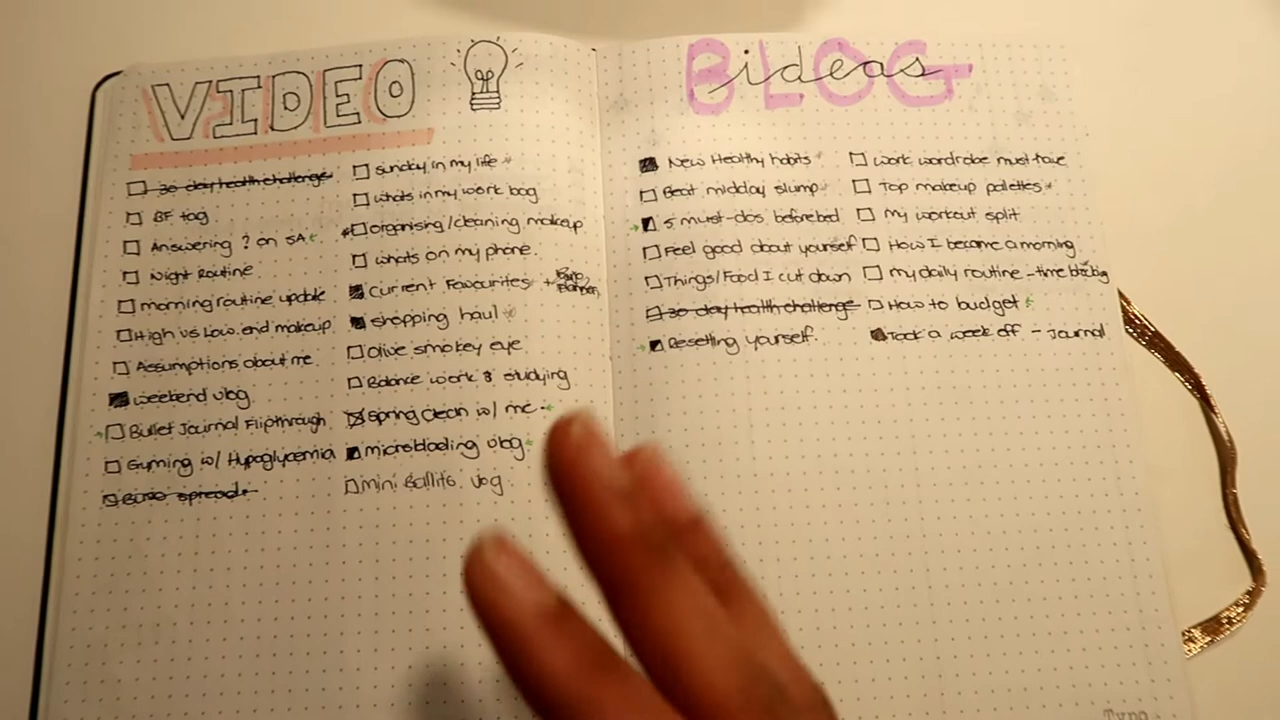 VIDEO
30 day health challenge
BF tag
Answering ? on SA
Night Routine
morning routine update
High vs Low end makeup
Assumptions about me
weekend vlog
Bullet Journal Flipthrough
Gyming w/ Hypoglycemia
BUJO spreads
sunday in my life
whats in my work bag
organising/cleaning makeup
whats on my phone.
Current Favourites +
shopping haul
Olive smokey eye
Balance work & studying
spring clean w/ me
microblading vlog
mini Ballito vlog
BLOG
ideas
New Healthy habits
Beat midday slump
5 must-dos before bed
Feel good about yourself
Things/Food I cut down
30 day health challenge
Resetting yourself.
work wardrobe must have
Top makeup palettes
my workout split
How I became a morning
my daily routine - time blocking
How to budget
Took a week off - Journal
Typo